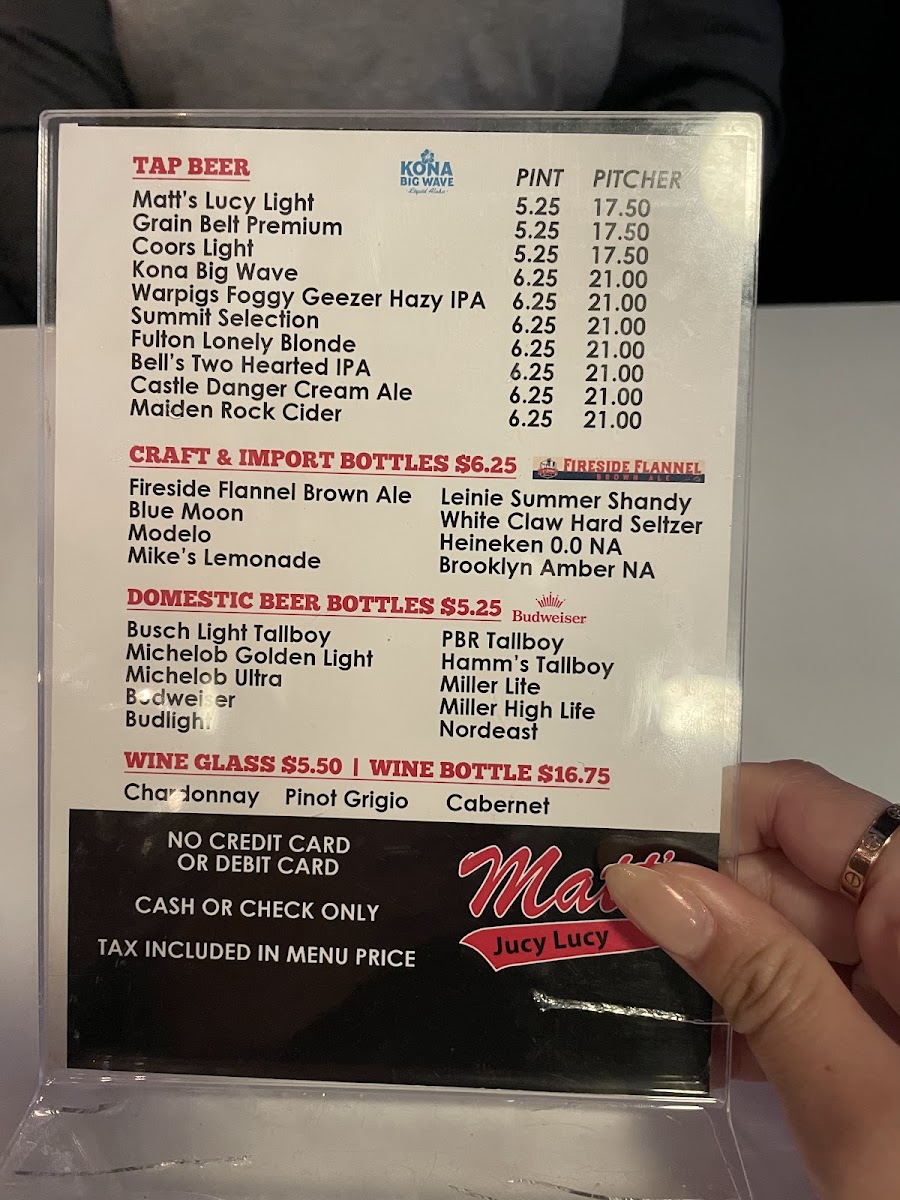 TAP BEER
KONA
BIG WAVE
Liquid Aloha
PINT PITCHER
Matt's Lucy Light 5.25 17.50
Grain Belt Premium 5.25 17.50
Coors Light 5.25 17.50
Kona Big Wave 6.25 21.00
Warpigs Foggy Geezer Hazy IPA 6.25 21.00
Summit Selection 6.25 21.00
Fulton Lonely Blonde 6.25 21.00
Bell's Two Hearted IPA 6.25 21.00
Castle Danger Cream Ale 6.25 21.00
Maiden Rock Cider 6.25 21.00
CRAFT & IMPORT BOTTLES $6.25
FIRESIDE FLANNEL
BROWN ALE
Fireside Flannel Brown Ale Leinie Summer Shandy
Blue Moon White Claw Hard Seltzer
Modelo Heineken 0.0 NA
Mike's Lemonade Brooklyn Amber NA
DOMESTIC BEER BOTTLES $5.25
Budweiser
Busch Light Tallboy PBR Tallboy
Michelob Golden Light Hamm's Tallboy
Michelob Ultra Miller Lite
Budweiser Miller High Life
Budlight Nordeast
WINE GLASS $5.50 | WINE BOTTLE $16.75
Chardonnay Pinot Grigio Cabernet
NO CREDIT CARD
OR DEBIT CARD
CASH OR CHECK ONLY
TAX INCLUDED IN MENU PRICE
Matt's
Jucy Lucy